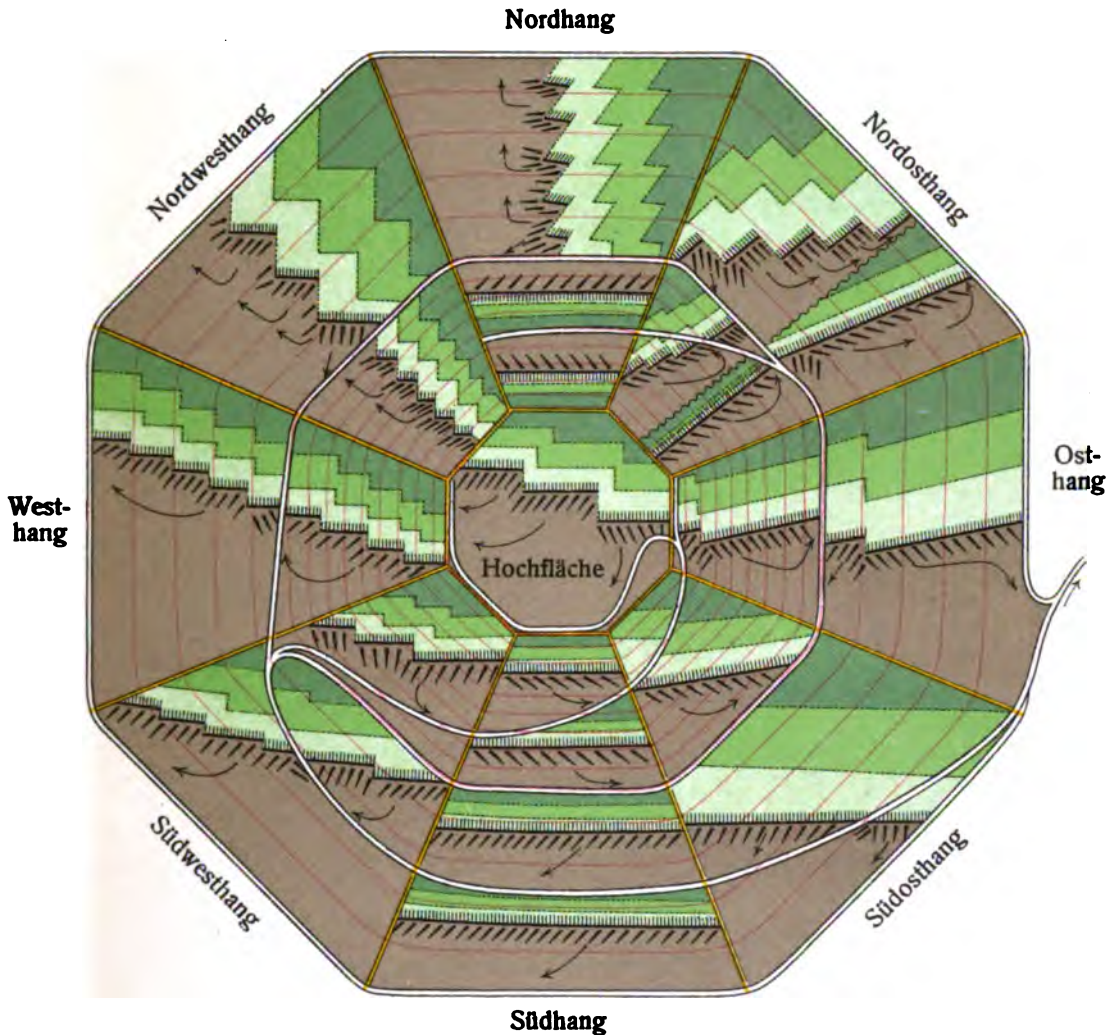 Nordhang
Nordwesthang
Nordosthang
West-
hang
Ost-
hang
Hochfläche
Südwesthang
Südosthang
Südhang